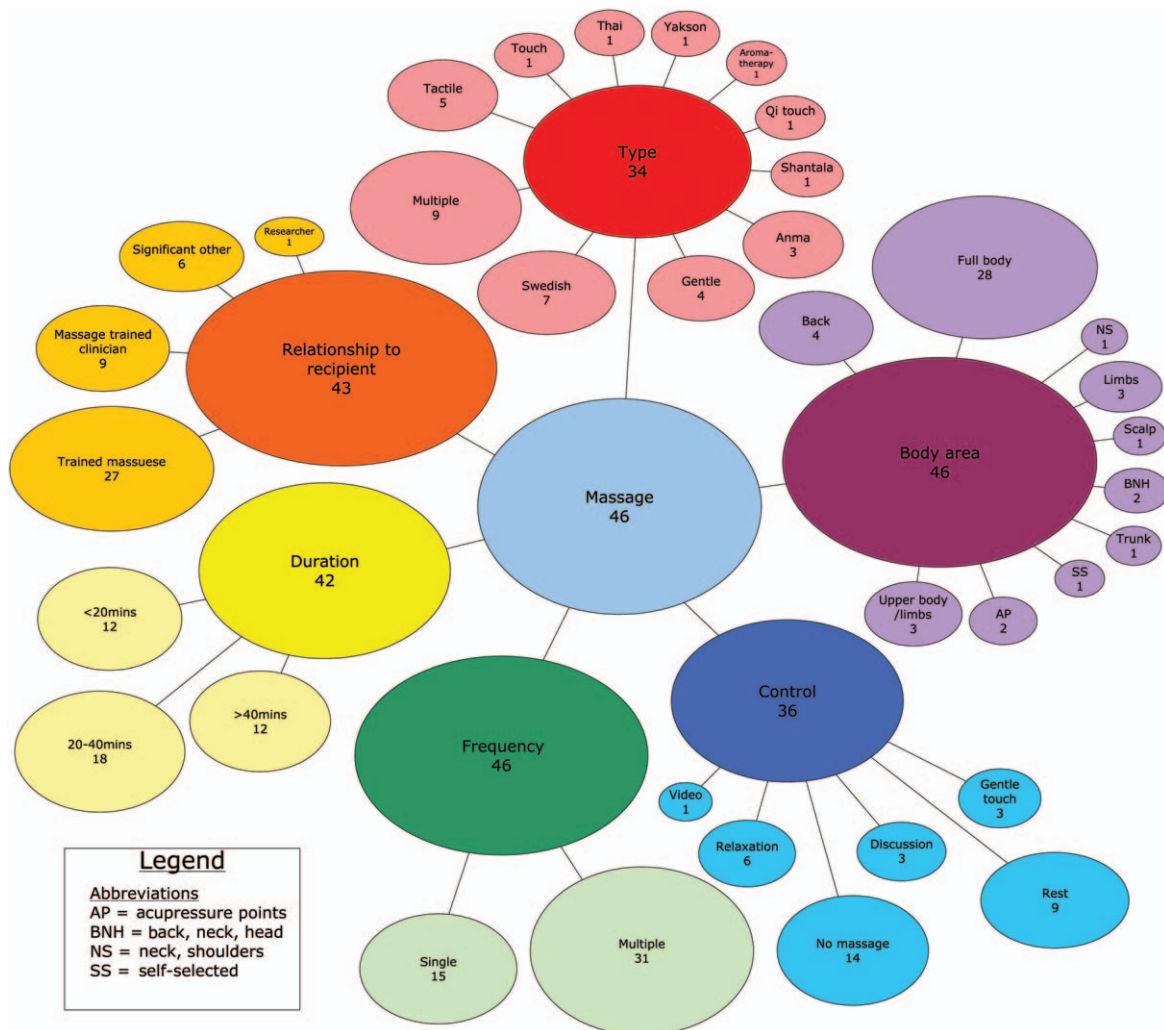 Thai
1
Yakson
1
Touch
1
Aroma-
therapy
1
Tactile
5
Qi touch
1
Type
34
Shantala
1
Multiple
9
Anma
3
Swedish
7
Gentle
4
Researcher
1
Significant other
6
Massage trained
clinician
9
Relationship to
recipient
43
Trained massuese
27
Full body
28
Back
4
NS
1
Limbs
3
Scalp
1
Body area
46
BNH
2
Trunk
1
SS
1
AP
2
Upper body
/limbs
3
Massage
46
Duration
42
<20mins
12
>40mins
12
20-40mins
18
Control
36
Frequency
46
Video
1
Gentle
touch
3
Relaxation
6
Discussion
3
Rest
9
No massage
14
Single
15
Multiple
31
Legend
Abbreviations
AP = acupressure points
BNH = back, neck, head
NS = neck, shoulders
SS = self-selected